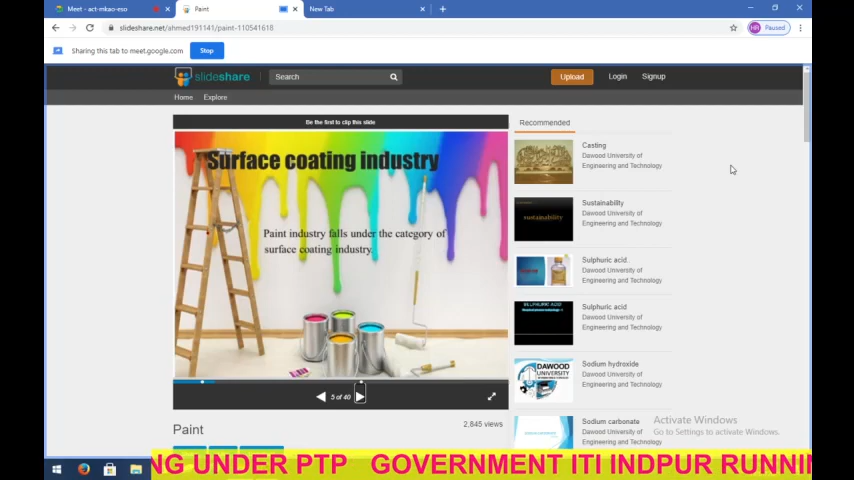 Meet - act-mkao-eso
Paint
New Tab
slideshare.net/ahmed191141/paint-110541618
Paused
Sharing this tab to meet.google.com
Stop
slideshare
Search
Upload
Login
Signup
Home
Explore
Be the first to clip this slide
Surface coating industry
Paint industry falls under the category of
surface coating industry.
5 of 40
Paint
2,845 views
Recommended
Casting
Dawood University of
Engineering and Technology
sustainability
Sustainability
Dawood University of
Engineering and Technology
Sulphuric acid.
Dawood University of
Engineering and Technology
SULPHURIC ACID
Sulphuric acid
Dawood University of
Engineering and Technology
DAWOOD
UNIVERSITY
Sodium hydroxide
Dawood University of
Engineering and Technology
Sodium carbonate
Dawood University of
Engineering and Technology
Activate Windows
Go to Settings to activate Windows.
NG UNDER PTP GOVERNMENT ITI INDPUR RUNNIN